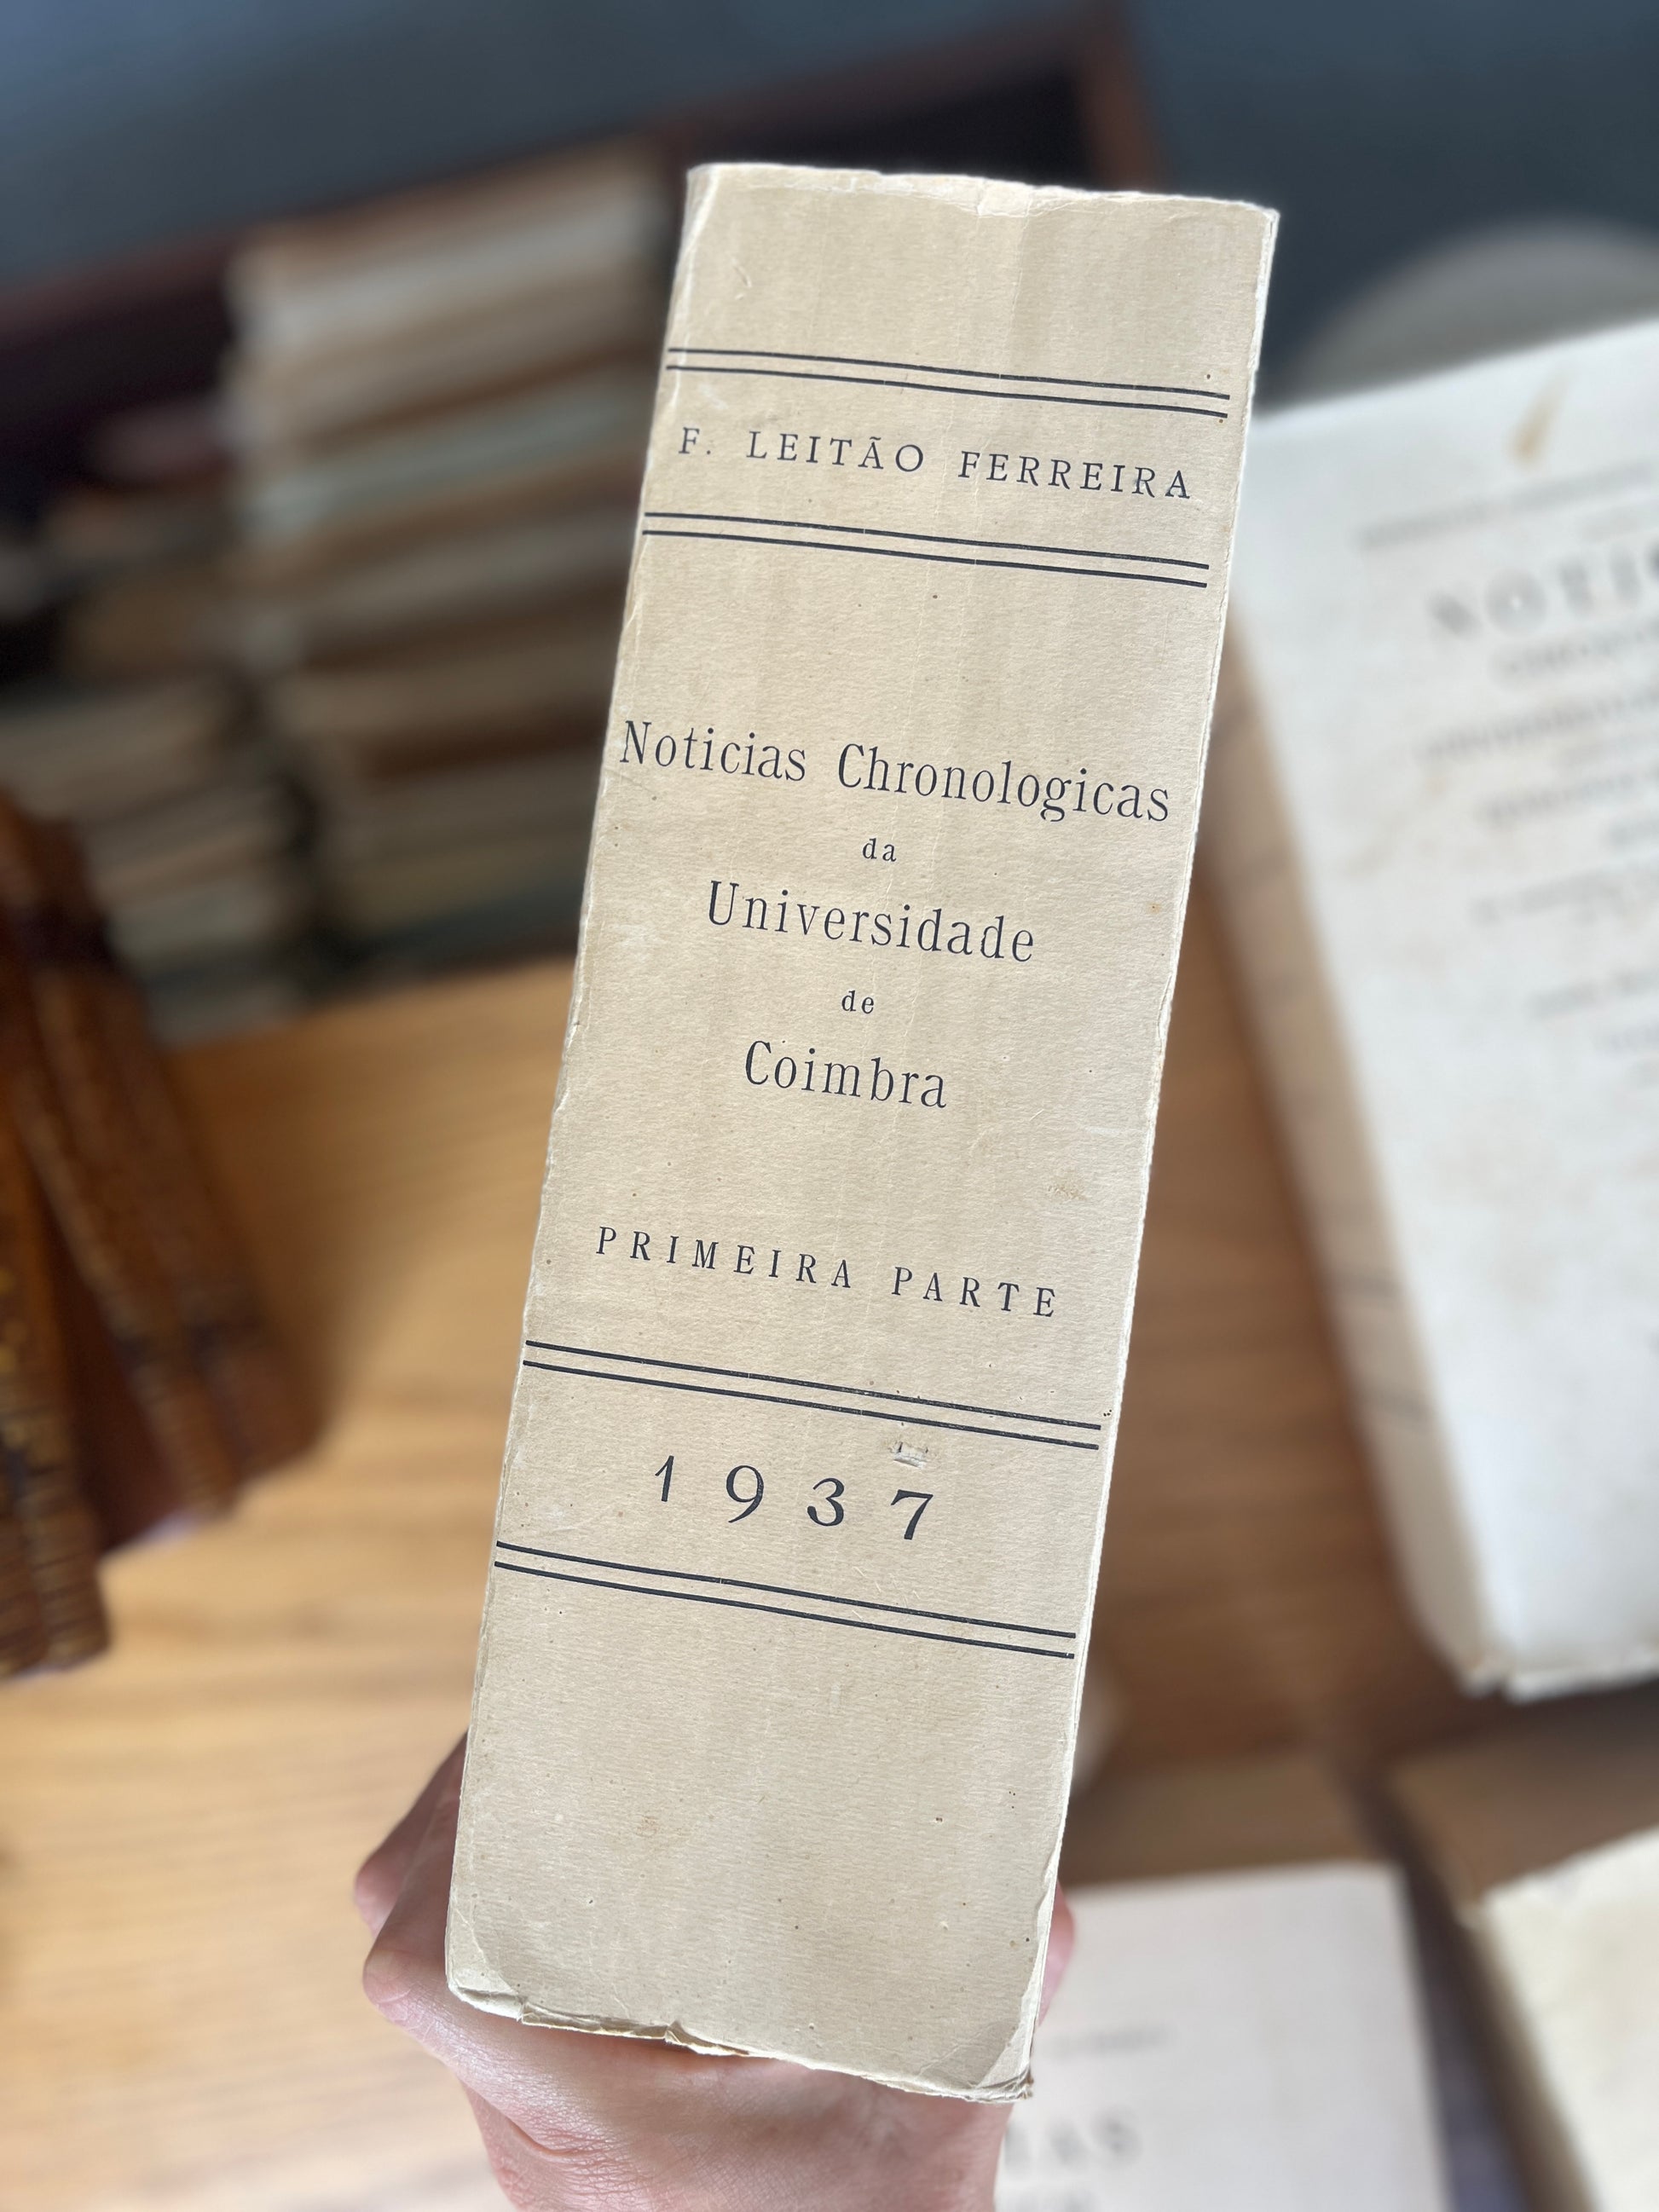 F. LEITÃO FERREIRA
Noticias Chronologicas
da
Universidade
de
Coimbra
PRIMEIRA PARTE
1937